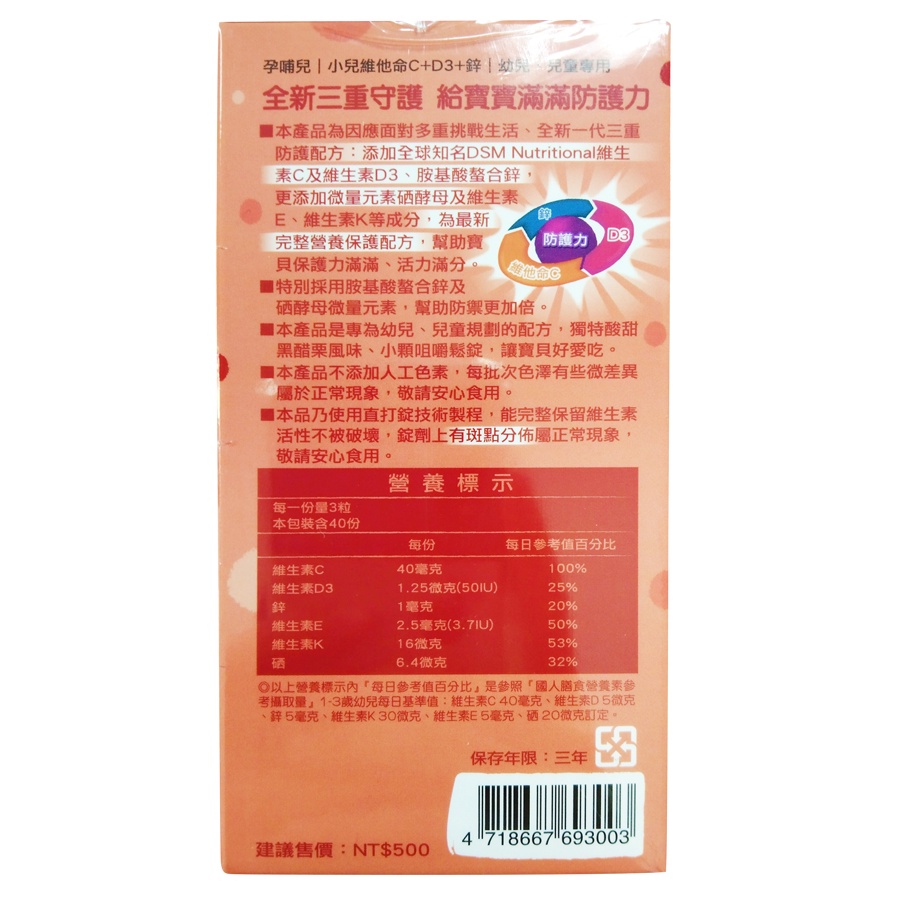 孕哺兒｜小兒維他命C+D3+鋅｜幼兒、兒童專用
全新三重守護 給寶寶滿滿防護力
■本產品為因應面對多重挑戰生活、全新一代三重
防護配方：添加全球知名DSM Nutritional維生
素C及維生素D3、胺基酸螯合鋅，
更添加微量元素硒酵母及維生素
E、維生素K等成分，為最新
完整營養保護配方，幫助寶
貝保護力滿滿、活力滿分。
鋅
防護力
D3
維他命C
■特別採用胺基酸螯合鋅及
硒酵母微量元素，幫助防禦更加倍。
■本產品是專為幼兒、兒童規劃的配方，獨特酸甜
黑醋栗風味、小顆咀嚼鬆錠，讓寶貝好愛吃。
■本產品不添加人工色素，每批次色澤有些微差異
屬於正常現象，敬請安心食用。
■本品乃使用直打錠技術製程，能完整保留維生素
活性不被破壞，錠劑上有斑點分佈屬正常現象，
敬請安心食用。
營養標示
每一份量3粒
本包裝含40份
每份 每日參考值百分比
維生素C 40毫克 100%
維生素D3 1.25微克(50IU) 25%
鋅 1毫克 20%
維生素E 2.5毫克(3.7IU) 50%
維生素K 16微克 53%
硒 6.4微克 32%
◎以上營養標示內「每日參考值百分比」是參照「國人膳食營養素參
考攝取量」1-3歲幼兒每日基準值：維生素C 40毫克、維生素D 5微克
、鋅 5毫克、維生素K 30微克、維生素E 5毫克、硒 20微克訂定。
保存年限：三年
建議售價：NT$500
4 718667 693003